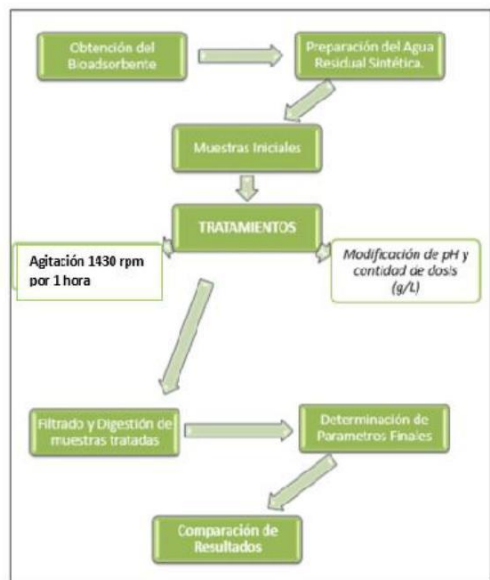 Obtención del
Bioadsorbente
Preparación del Agua
Residual Sintética.
Muestras Iniciales
TRATAMIENTOS
Agitación 1430 rpm
por 1 hora
Modificación de pH y
cantidad de dosis
(g/L)
Filtrado y Digestión de
muestras tratadas
Determinación de
Parametros Finales
Comparación de
Resultados